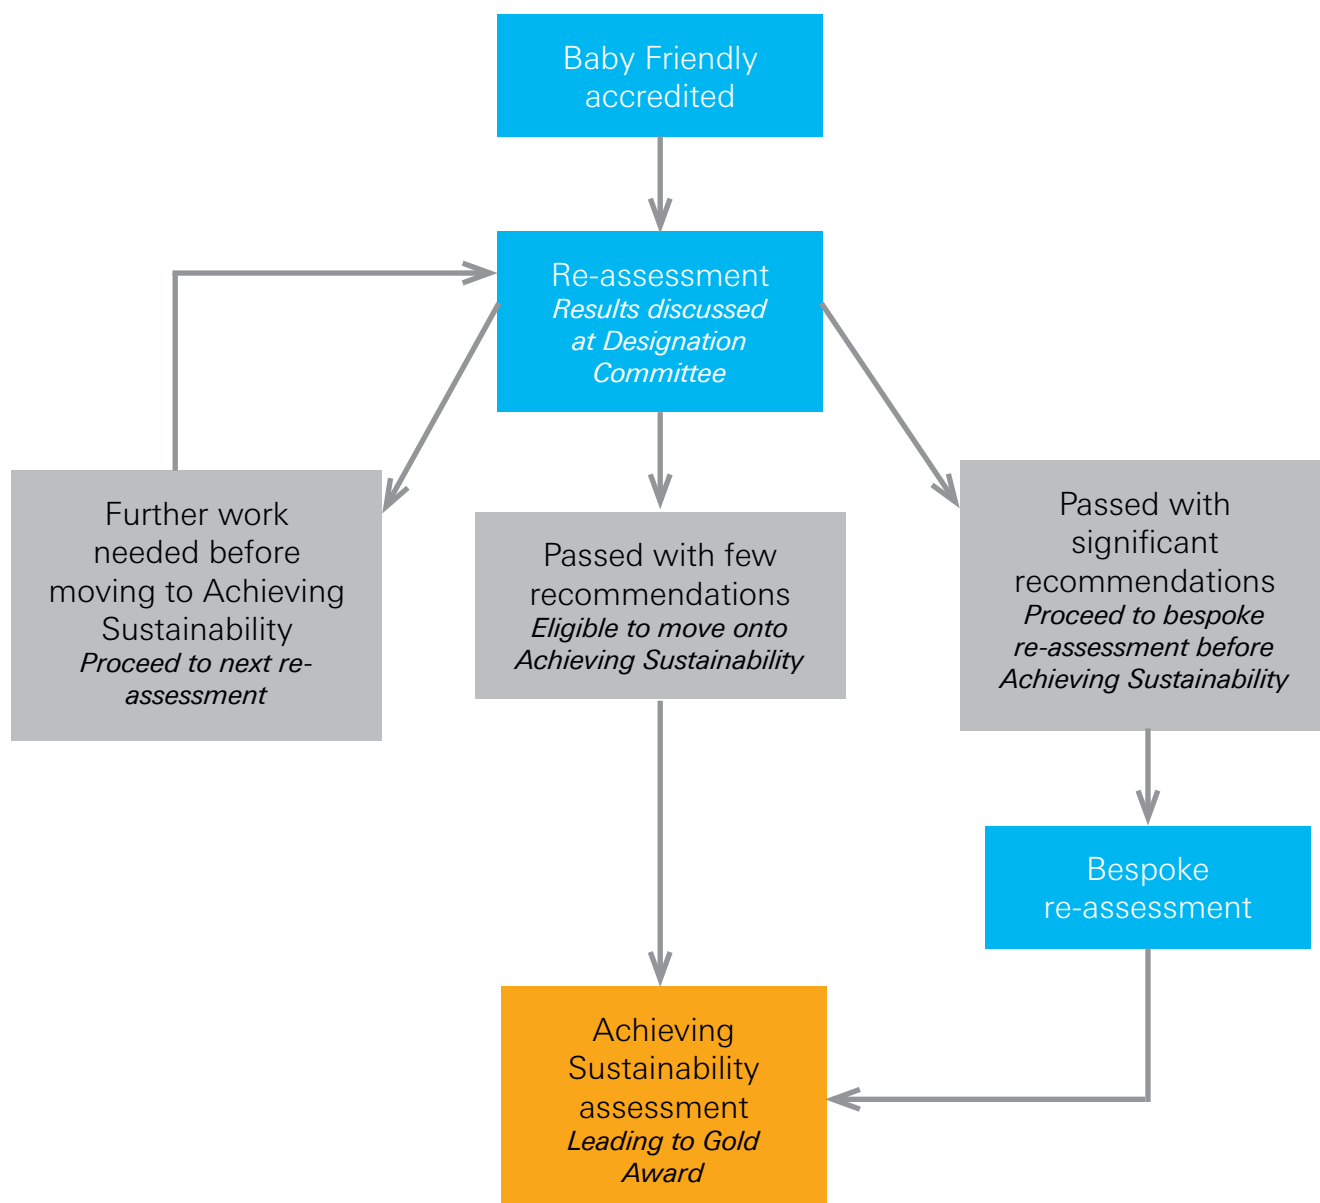 Baby Friendly
accredited
Re-assessment
Results discussed
at Designation
Committee
Further work
needed before
moving to Achieving
Sustainability
Proceed to next re-
assessment
Passed with few
recommendations
Eligible to move onto
Achieving Sustainability
Passed with
significant
recommendations
Proceed to bespoke
re-assessment before
Achieving Sustainability
Bespoke
re-assessment
Achieving
Sustainability
assessment
Leading to Gold
Award